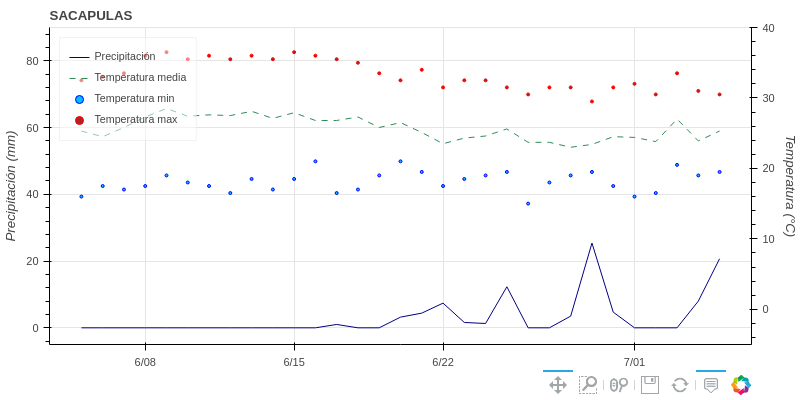 SACAPULAS
Precipitación
Temperatura media
Temperatura min
Temperatura max
Precipitación (mm)
80
60
40
20
0
Temperatura (°C)
40
30
20
10
0
6/08
6/15
6/22
7/01